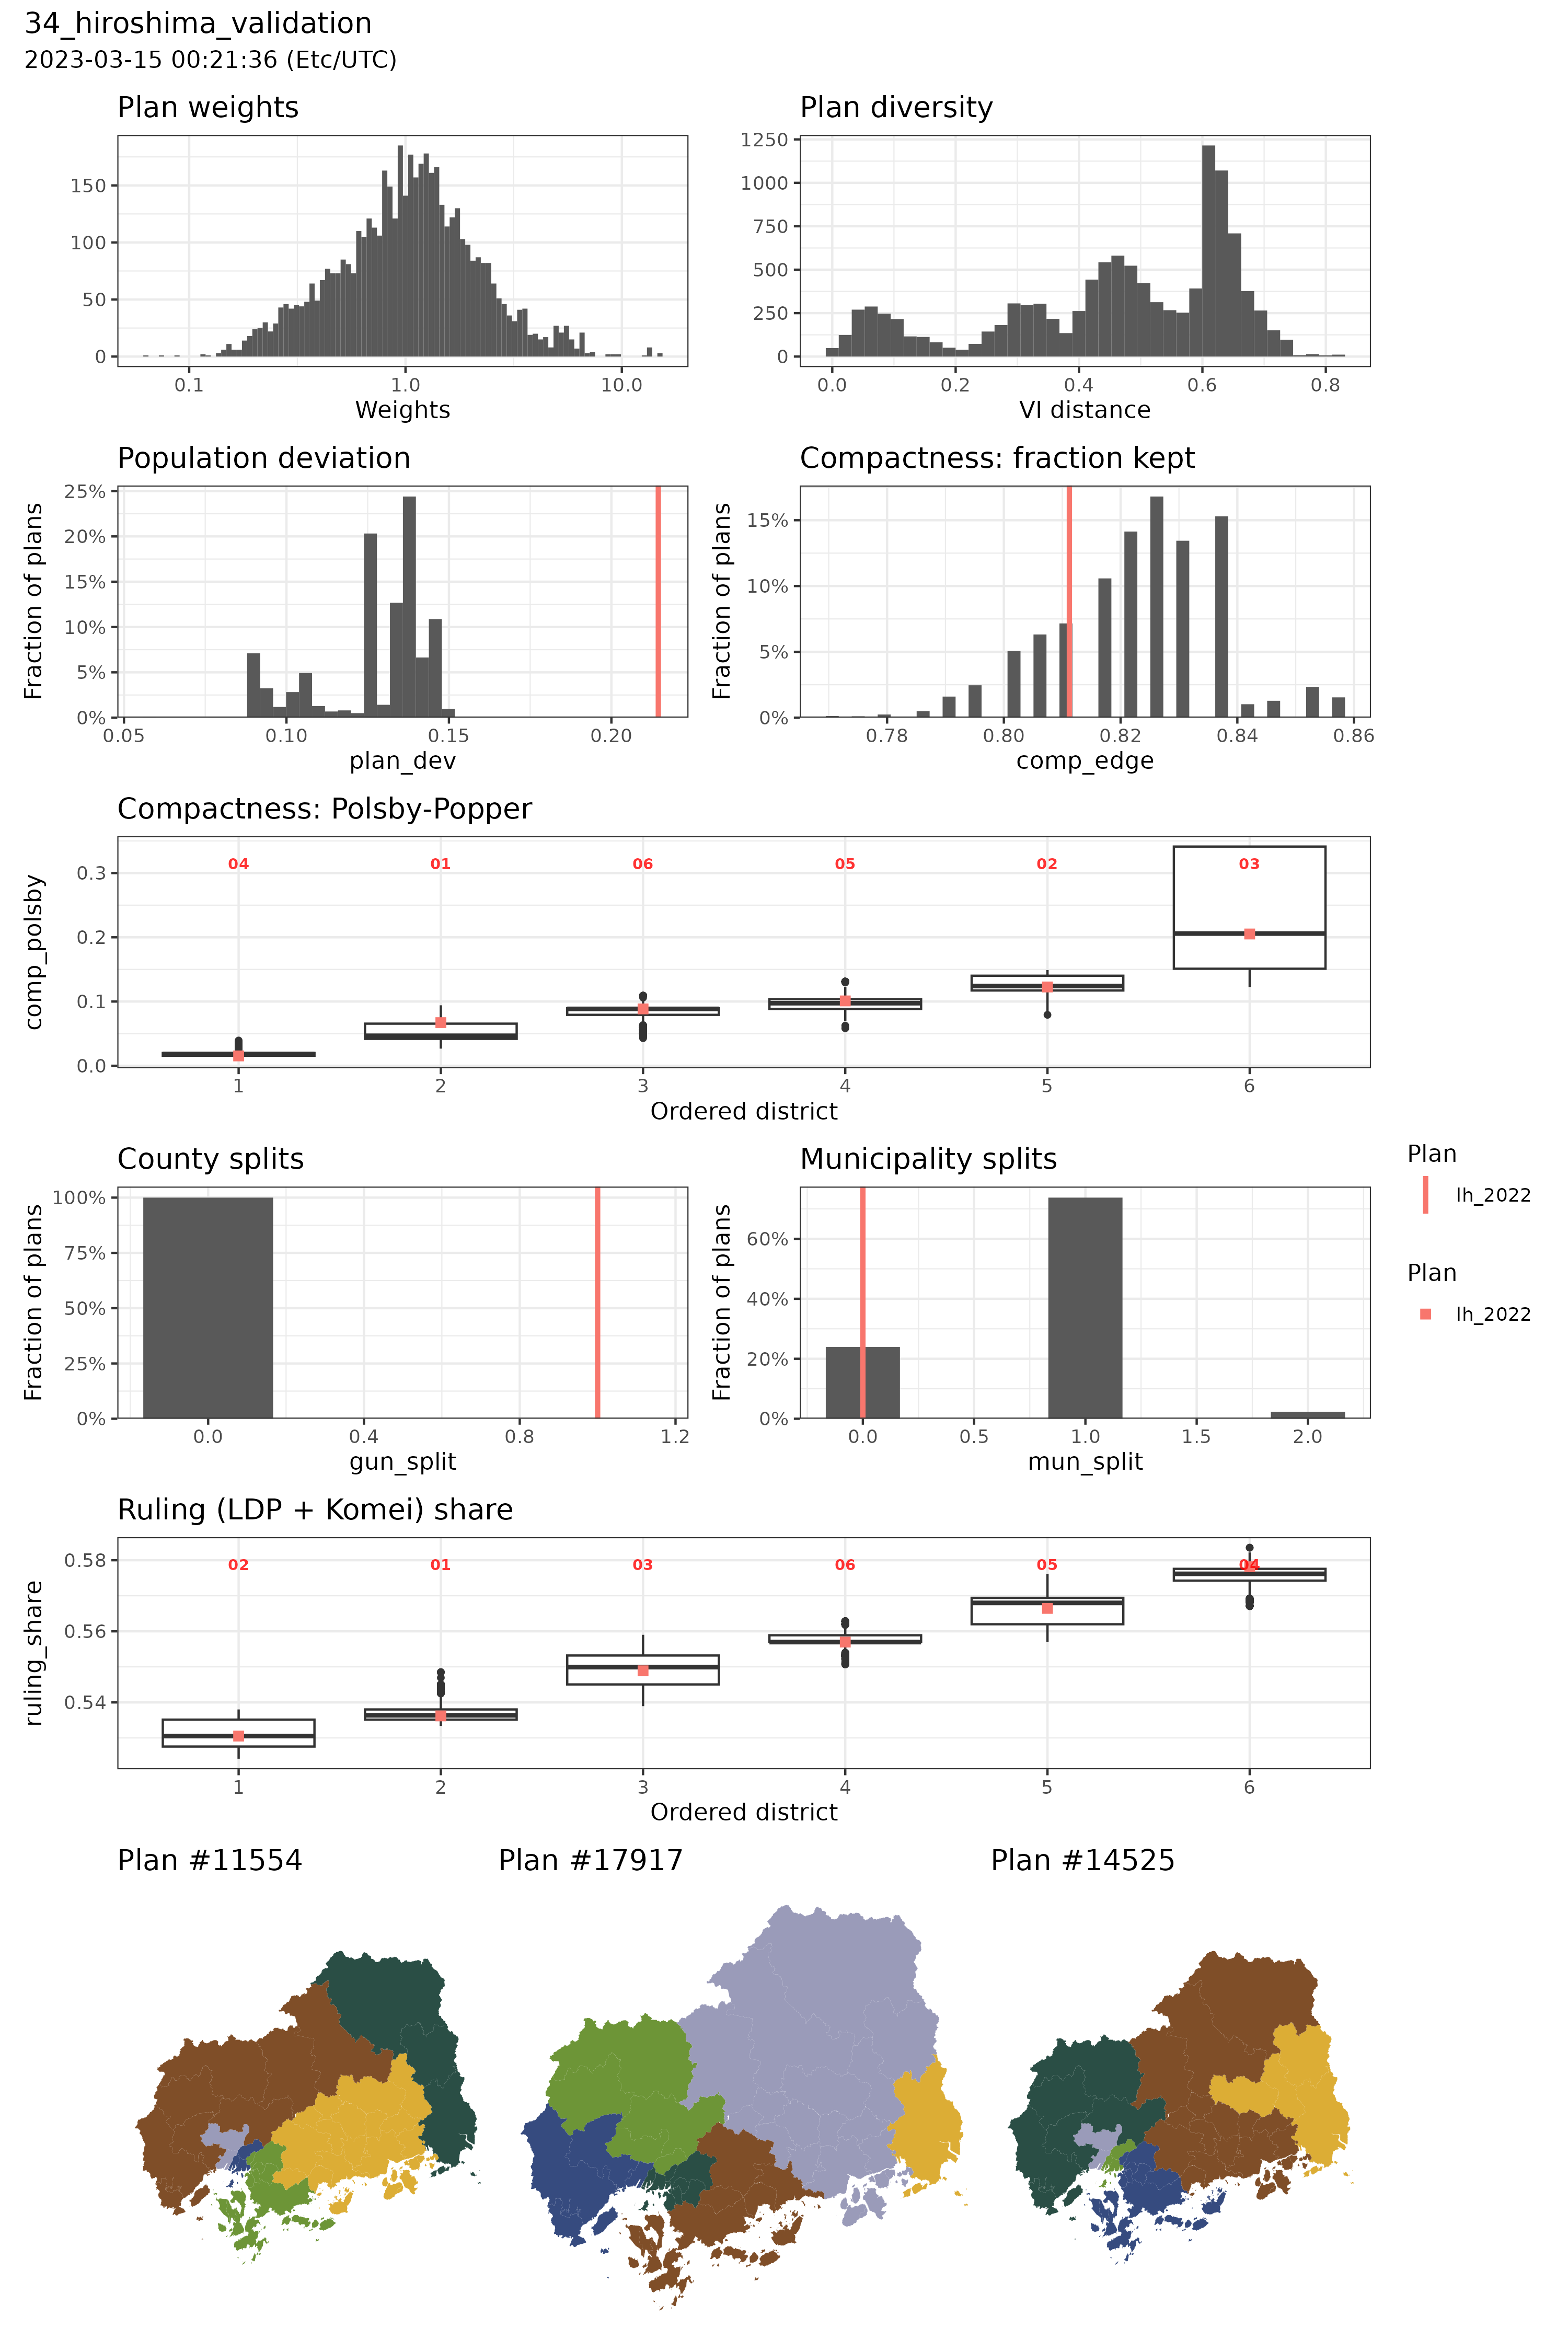 34_hiroshima_validation
2023-03-15 00:21:36 (Etc/UTC)
Plan weights
150
100
50
0
0.1 1.0 10.0
Weights
Plan diversity
1250
1000
750
500
250
0
0.0 0.2 0.4 0.6 0.8
VI distance
Population deviation
Fraction of plans
25%
20%
15%
10%
5%
0%
0.05 0.10 0.15 0.20
plan_dev
Compactness: fraction kept
Fraction of plans
15%
10%
5%
0%
0.78 0.80 0.82 0.84 0.86
comp_edge
Compactness: Polsby-Popper
comp_polsby
0.3
0.2
0.1
0.0
04 01 06 05 02 03
1 2 3 4 5 6
Ordered district
County splits
Fraction of plans
100%
75%
50%
25%
0%
0.0 0.4 0.8 1.2
gun_split
Municipality splits
Fraction of plans
60%
40%
20%
0%
0.0 0.5 1.0 1.5 2.0
mun_split
Plan
lh_2022
Plan
lh_2022
Ruling (LDP + Komei) share
ruling_share
0.58
0.56
0.54
02 01 03 06 05 04
1 2 3 4 5 6
Ordered district
Plan #11554
Plan #17917
Plan #14525